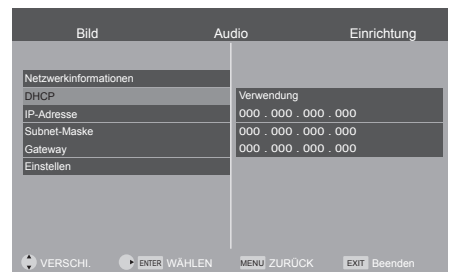 Bild Audio Einrichtung
Netzwerkinformationen
DHCP Verwendung
IP-Adresse 000 . 000 . 000 . 000
Subnet-Maske 000 . 000 . 000 . 000
Gateway 000 . 000 . 000 . 000
Einstellen
VERSCHI. ENTER WÄHLEN MENU ZURÜCK EXIT Beenden